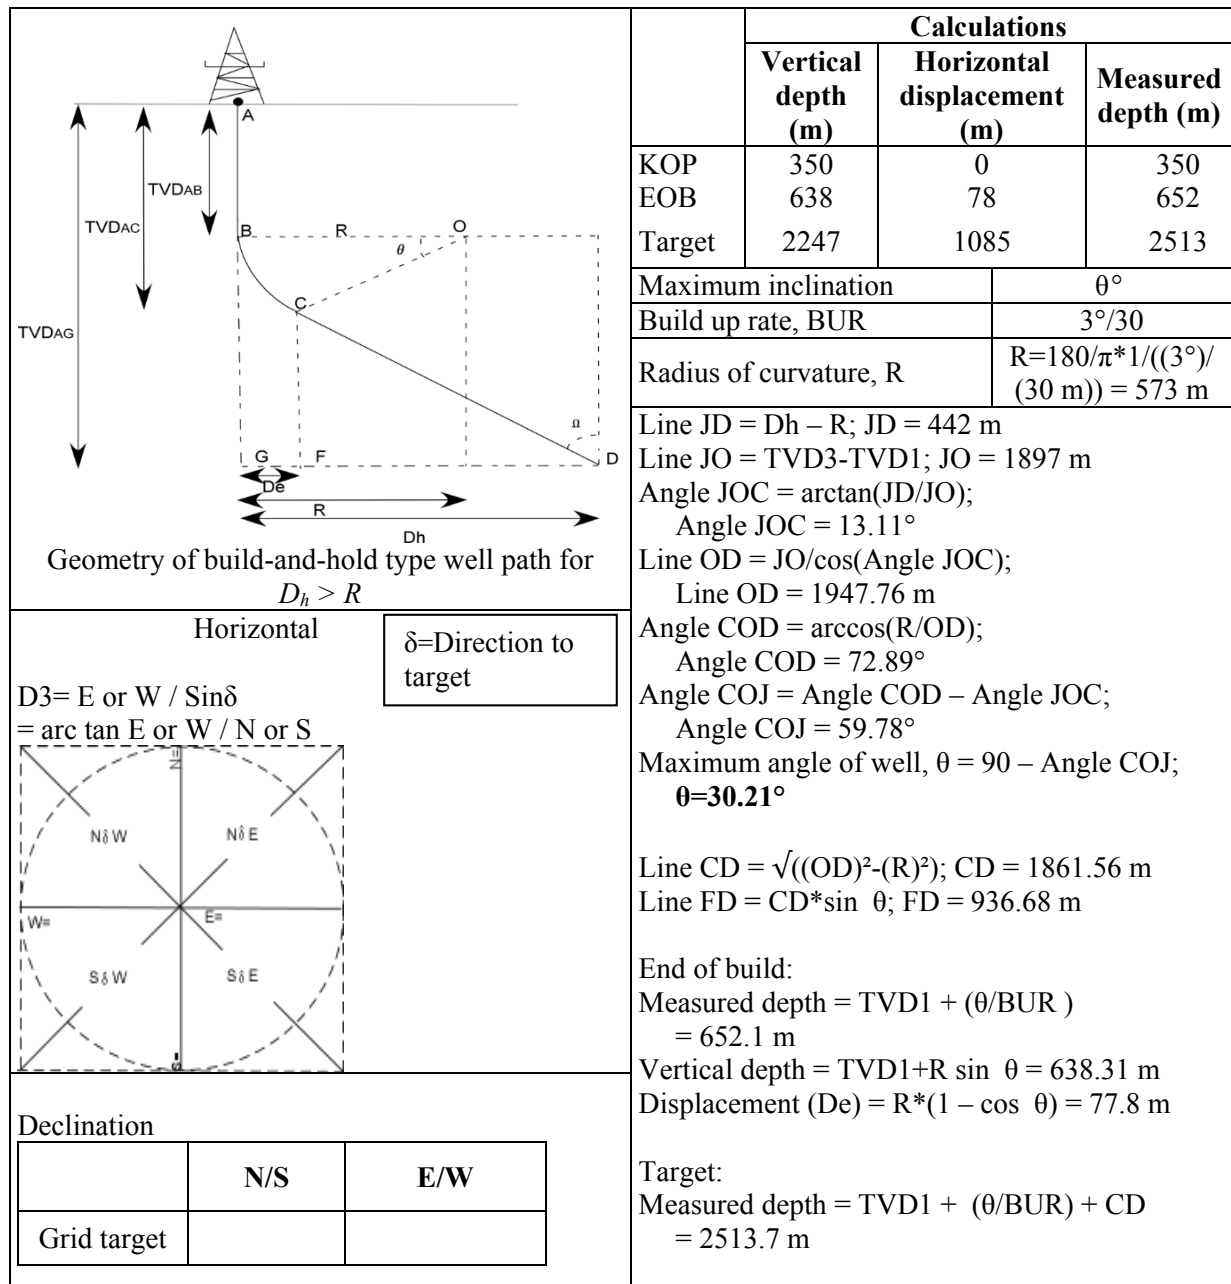 A
TVDAB
TVDAC
B
R
O
θ
C
TVDAG
Ω
G
F
D
De
R
Dh
Geometry of build-and-hold type well path for
Dh > R
Horizontal
δ=Direction to
target
D3= E or W / Sinδ
= arc tan E or W / N or S
N=
NδW
NδE
W=
E=
SδW
SδE
S=
Declination
N/S E/W
Grid target
Calculations
Vertical depth (m) Horizontal displacement (m) Measured depth (m)
KOP 350 0 350
EOB 638 78 652
Target 2247 1085 2513
Maximum inclination θ°
Build up rate, BUR 3°/30
Radius of curvature, R R=180/π*1/((3°)/
(30 m)) = 573 m
Line JD = Dh – R; JD = 442 m
Line JO = TVD3-TVD1; JO = 1897 m
Angle JOC = arctan(JD/JO);
Angle JOC = 13.11°
Line OD = JO/cos(Angle JOC);
Line OD = 1947.76 m
Angle COD = arccos(R/OD);
Angle COD = 72.89°
Angle COJ = Angle COD – Angle JOC;
Angle COJ = 59.78°
Maximum angle of well, θ = 90 – Angle COJ;
θ=30.21°
Line CD = √((OD)²-(R)²); CD = 1861.56 m
Line FD = CD*sin θ; FD = 936.68 m
End of build:
Measured depth = TVD1 + (θ/BUR )
= 652.1 m
Vertical depth = TVD1+R sin θ = 638.31 m
Displacement (De) = R*(1 – cos θ) = 77.8 m
Target:
Measured depth = TVD1 + (θ/BUR) + CD
= 2513.7 m